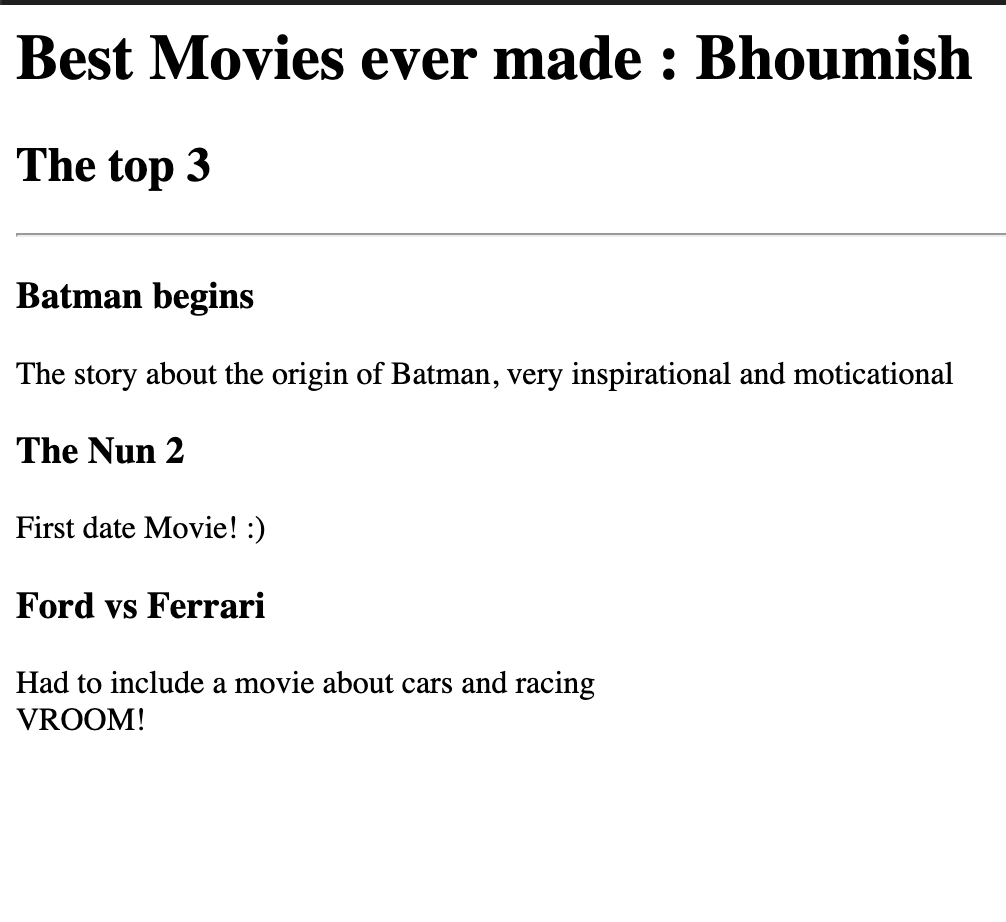 Best Movies ever made : Bhoumish
The top 3
Batman begins
The story about the origin of Batman, very inspirational and moticational
The Nun 2
First date Movie! :)
Ford vs Ferrari
Had to include a movie about cars and racing
VROOM!